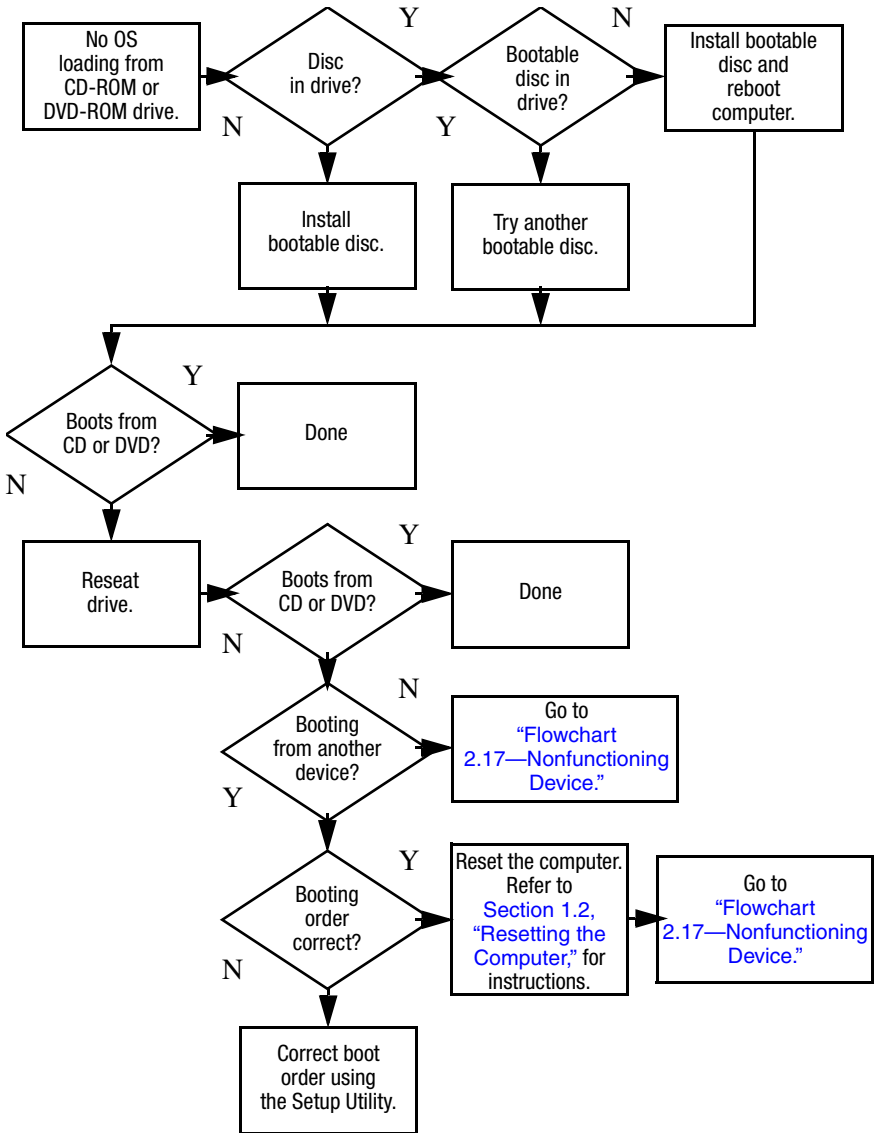 No OS
loading from
CD-ROM or
DVD-ROM drive.
Disc
in drive?
Y
N
Bootable
disc in
drive?
N
Y
Install bootable
disc and
reboot
computer.
Install
bootable disc.
Try another
bootable disc.
Boots from
CD or DVD?
Y
N
Done
Reseat
drive.
Boots from
CD or DVD?
Y
N
Done
Booting
from another
device?
N
Y
Go to
“Flowchart
2.17—Nonfunctioning
Device.”
Booting
order
correct?
Y
N
Reset the computer.
Refer to
Section 1.2,
“Resetting the
Computer,” for
instructions.
Go to
“Flowchart
2.17—Nonfunctioning
Device.”
Correct boot
order using
the Setup Utility.